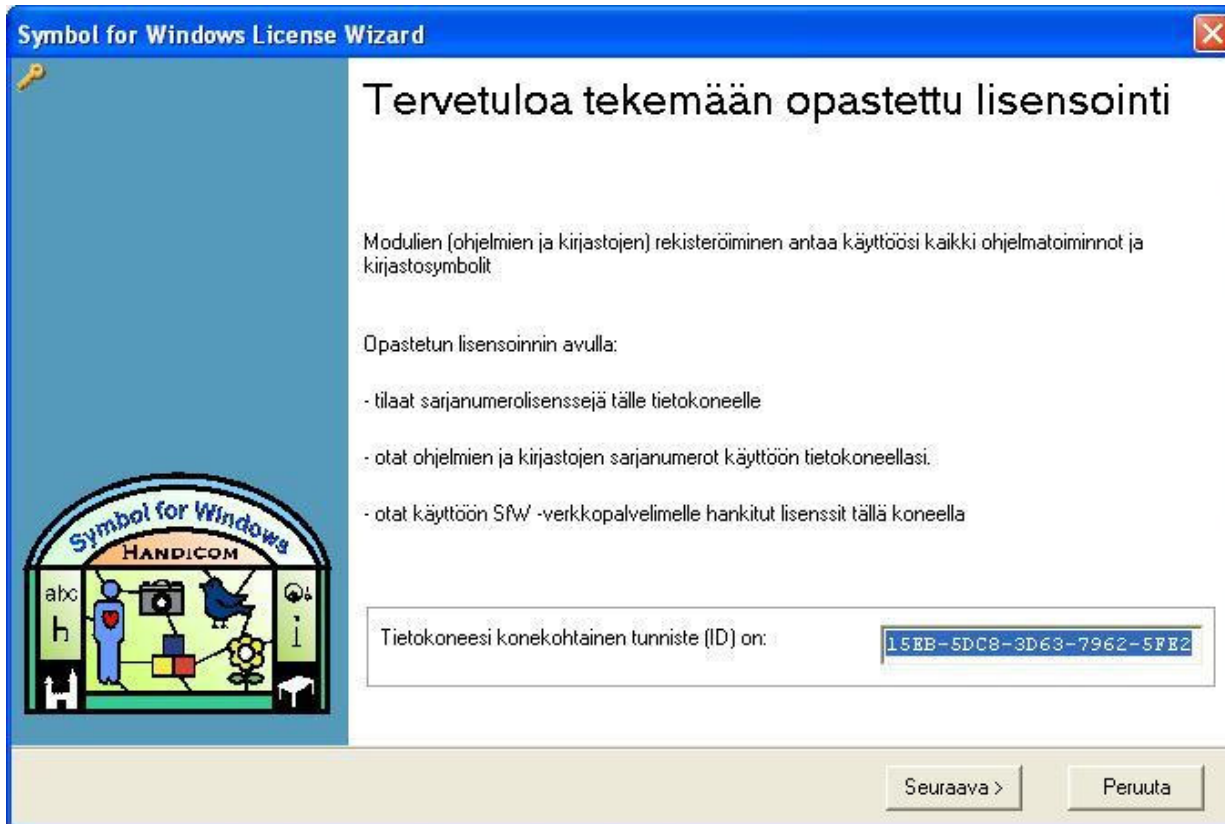 Symbol for Windows License Wizard
Tervetuloa tekemään opastettu lisensointi
Modulien (ohjelmien ja kirjastojen) rekisteröiminen antaa käyttöösi kaikki ohjelmatoiminnot ja
kirjastosymbolit
Opastetun lisensoinnin avulla:
- tilaat sarjanumerolisenssejä tälle tietokoneelle
- otat ohjelmien ja kirjastojen sarjanumerot käyttöön tietokoneellasi.
- otat käyttöön SfW -verkkopalvelimelle hankitut lisenssit tällä koneella
Symbol for Windows
HANDICOM
abc
h
i
Tietokoneesi konekohtainen tunniste (ID) on:
15EB-5DC8-3D63-7962-5FE2
Seuraava >
Peruuta